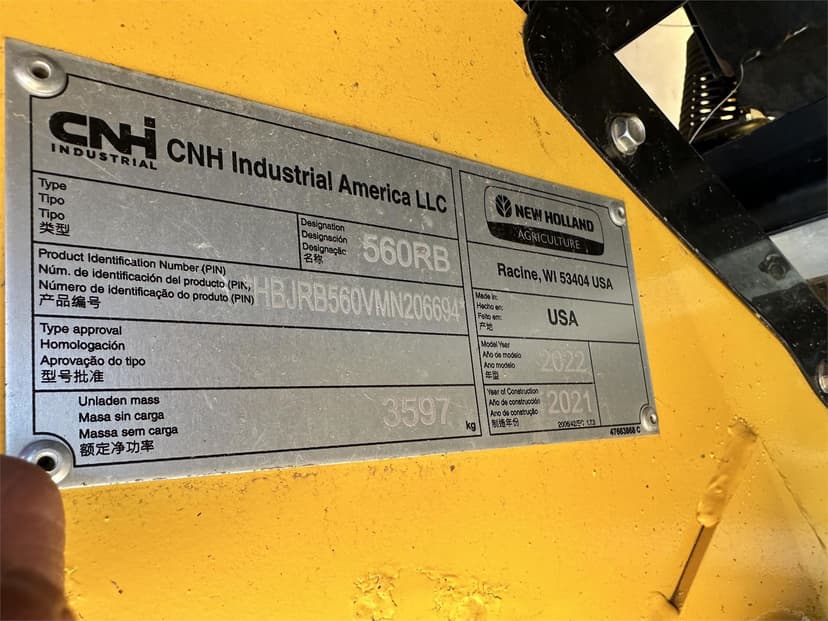 CNHi
INDUSTRIAL
CNH Industrial America LLC
Type
Tipo
Tipo
类型
Designation
Designación
Designação
名称
560RB
Product Identification Number (PIN)
Núm. de identificación del producto (PIN)
Número de identificação do produto (PIN)
产品编号
HBJRB560VMN206694*
Type approval
Homologación
Aprovação do tipo
型号批准
Unladen mass
Masa sin carga
Massa sem carga
额定净功率
3597
kg
NEW HOLLAND
AGRICULTURE
Racine, WI 53404 USA
Made in:
Hecho en:
Feito em:
产地
USA
Model Year
Año de modelo
Ano modelo
年型
2022
Year of Construction
Año de construcción
Ano de construção
制造年份
2021
47663868 C